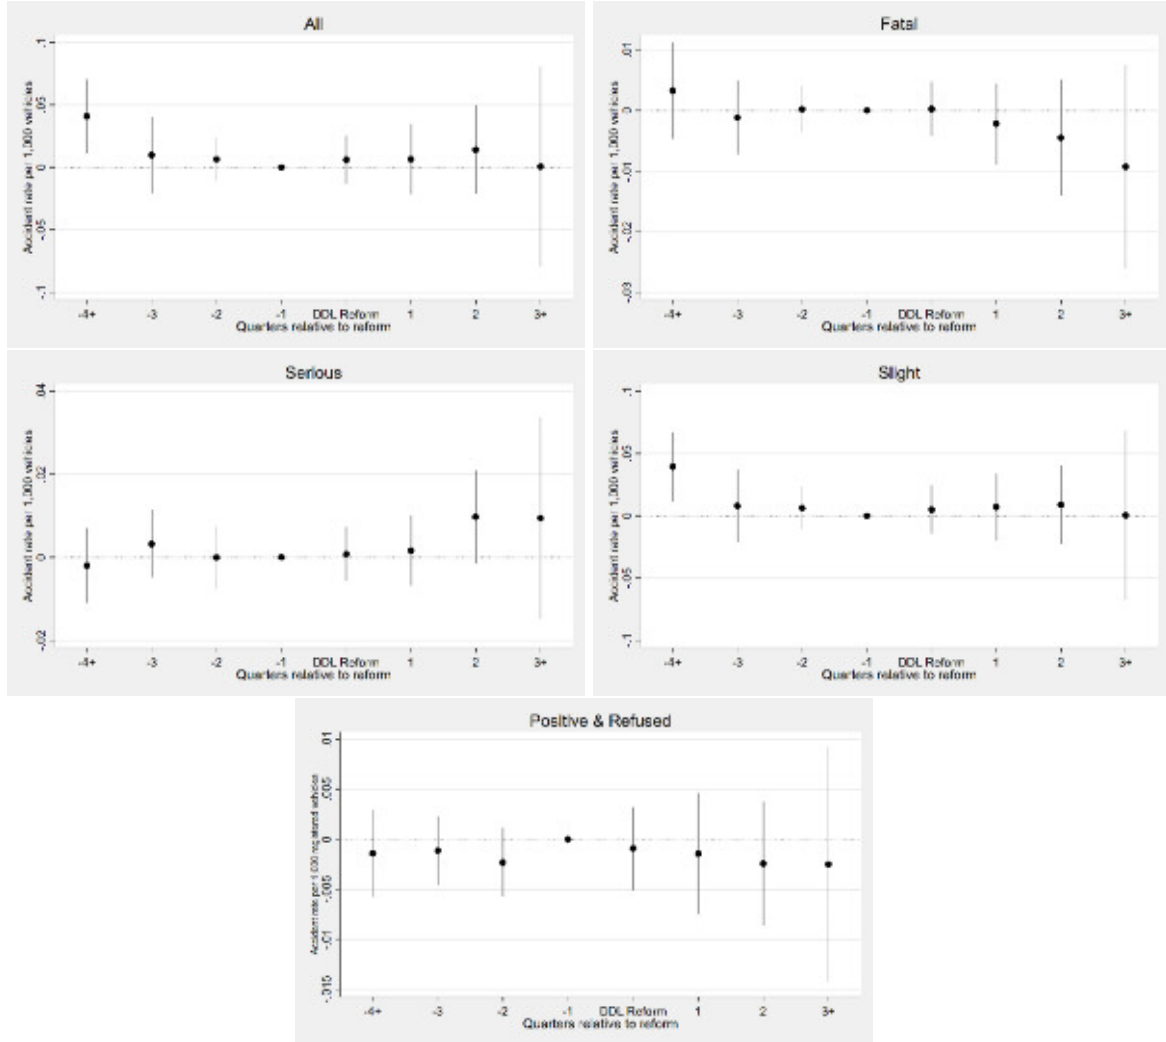 All
Accident rate per 1,000 vehicles
.1
.05
0
-.05
-.1
-4+ -3 -2 -1 DDL Reform 1 2 3+
Quarters relative to reform
Fatal
Accident rate per 1,000 vehicles
.01
0
-.01
-.02
-.03
-4+ -3 -2 -1 DDL Reform 1 2 3+
Quarters relative to reform
Serious
Accident rate per 1,000 vehicles
.04
.02
0
-.02
-4+ -3 -2 -1 DDL Reform 1 2 3+
Quarters relative to reform
Slight
Accident rate per 1,000 vehicles
.1
.05
0
-.05
-.1
-4+ -3 -2 -1 DDL Reform 1 2 3+
Quarters relative to reform
Positive & Refused
Accident rate per 1,000 registered vehicles
.01
.005
0
-.005
-.01
-.015
-4+ -3 -2 -1 DDL Reform 1 2 3+
Quarters relative to reform